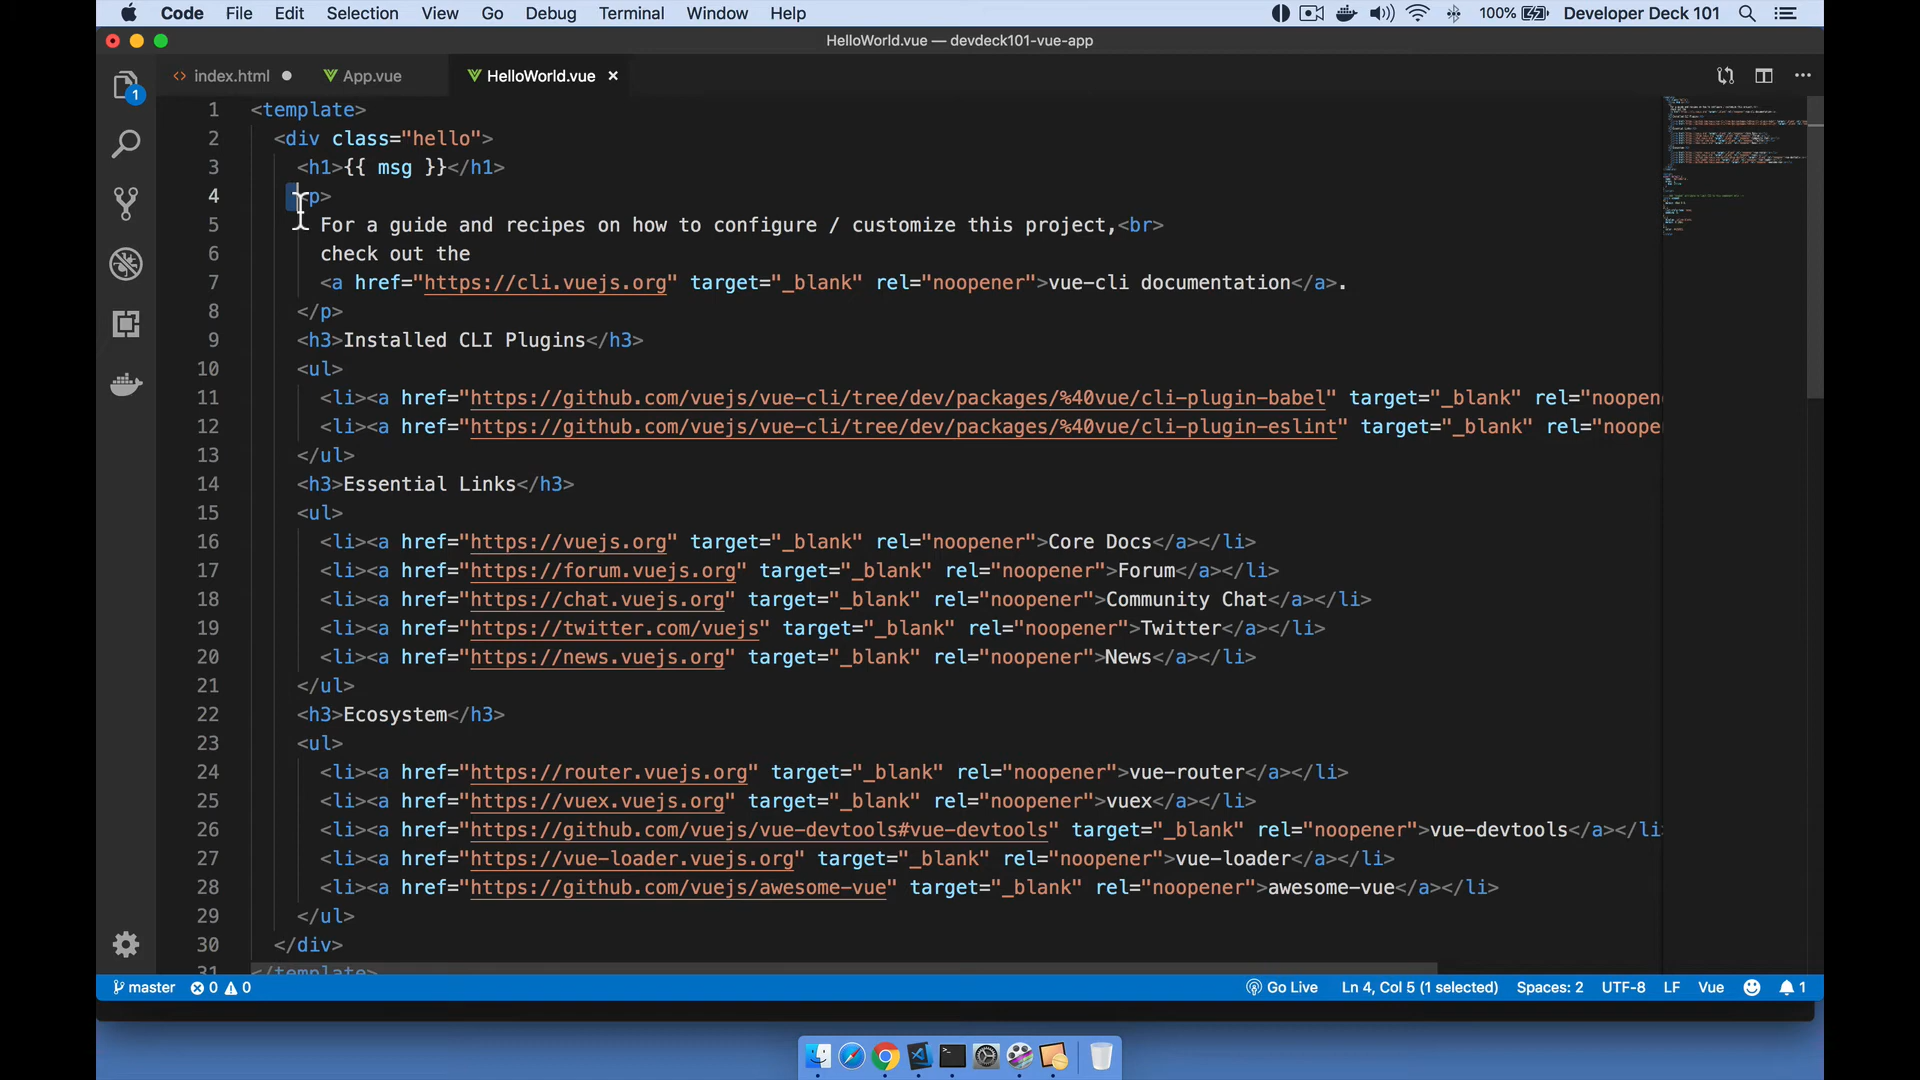 Code File Edit Selection View Go Debug Terminal Window Help 100% Developer Deck 101
HelloWorld.vue — devdeck101-vue-app
index.html App.vue HelloWorld.vue
1
1 <template>
2 <div class="hello">
3 <h1>{{ msg }}</h1>
4 <p>
5 For a guide and recipes on how to configure / customize this project,<br>
6 check out the
7 <a href="https://cli.vuejs.org" target="_blank" rel="noopener">vue-cli documentation</a>.
8 </p>
9 <h3>Installed CLI Plugins</h3>
10 <ul>
11 <li><a href="https://github.com/vuejs/vue-cli/tree/dev/packages/%40vue/cli-plugin-babel" target="_blank" rel="noopen
12 <li><a href="https://github.com/vuejs/vue-cli/tree/dev/packages/%40vue/cli-plugin-eslint" target="_blank" rel="noope
13 </ul>
14 <h3>Essential Links</h3>
15 <ul>
16 <li><a href="https://vuejs.org" target="_blank" rel="noopener">Core Docs</a></li>
17 <li><a href="https://forum.vuejs.org" target="_blank" rel="noopener">Forum</a></li>
18 <li><a href="https://chat.vuejs.org" target="_blank" rel="noopener">Community Chat</a></li>
19 <li><a href="https://twitter.com/vuejs" target="_blank" rel="noopener">Twitter</a></li>
20 <li><a href="https://news.vuejs.org" target="_blank" rel="noopener">News</a></li>
21 </ul>
22 <h3>Ecosystem</h3>
23 <ul>
24 <li><a href="https://router.vuejs.org" target="_blank" rel="noopener">vue-router</a></li>
25 <li><a href="https://vuex.vuejs.org" target="_blank" rel="noopener">vuex</a></li>
26 <li><a href="https://github.com/vuejs/vue-devtools#vue-devtools" target="_blank" rel="noopener">vue-devtools</a></li
27 <li><a href="https://vue-loader.vuejs.org" target="_blank" rel="noopener">vue-loader</a></li>
28 <li><a href="https://github.com/vuejs/awesome-vue" target="_blank" rel="noopener">awesome-vue</a></li>
29 </ul>
30 </div>
31 </template>
master 0 0 Go Live Ln 4, Col 5 (1 selected) Spaces: 2 UTF-8 LF Vue 1